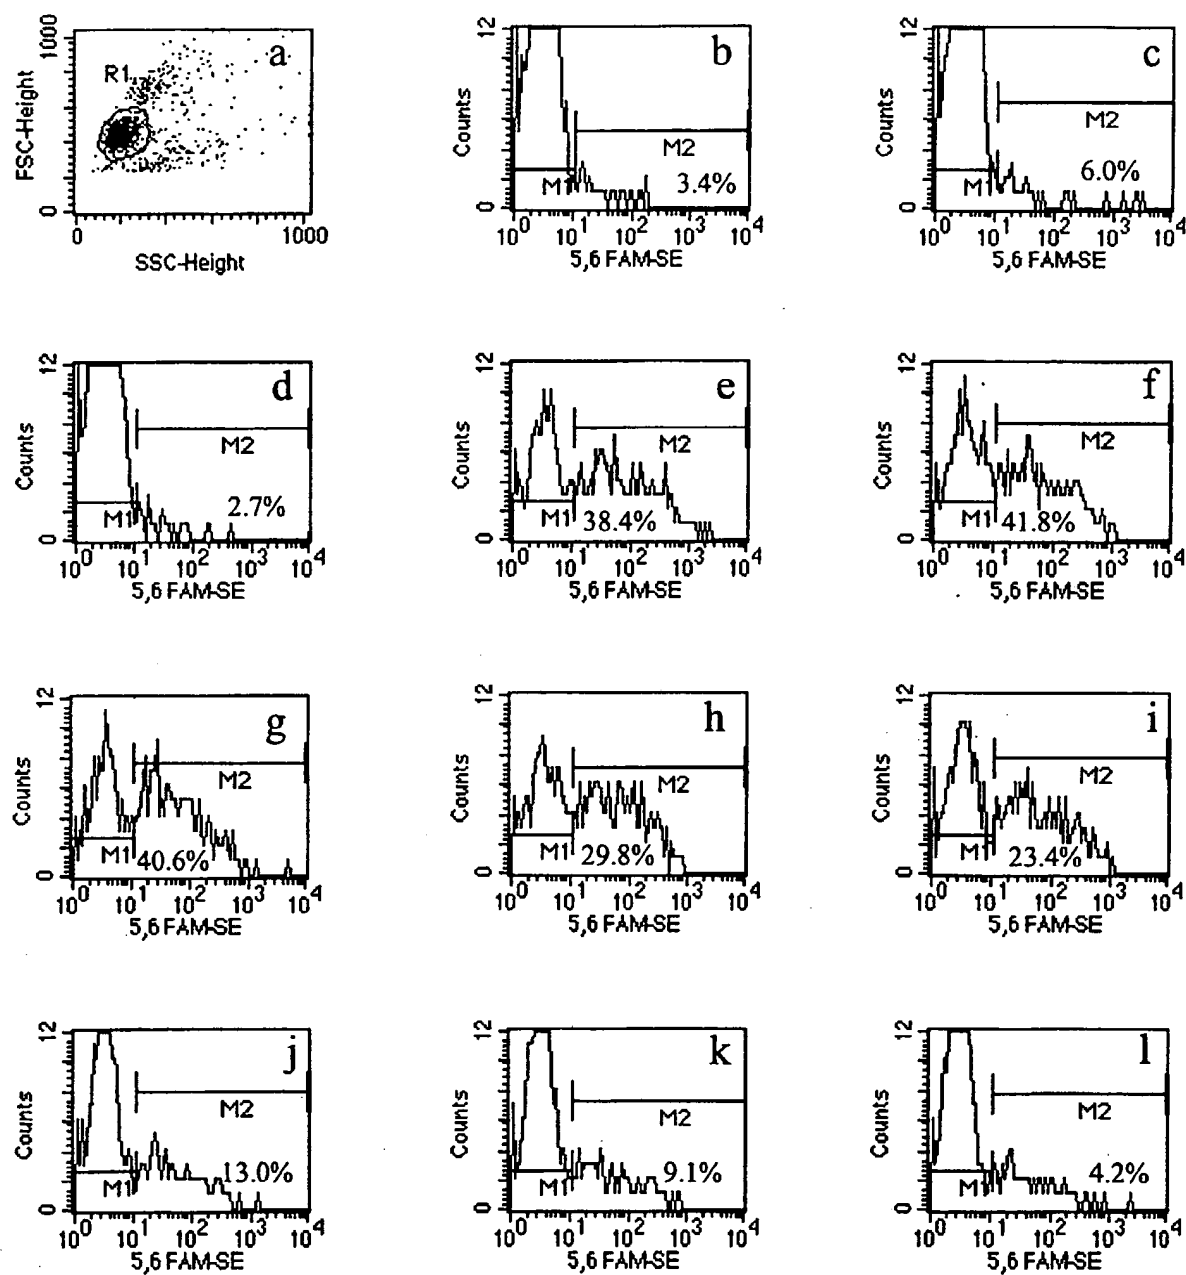 1000 a 12 b 12 c
R1
FSC-Height Counts Counts
M2 M2
M1 3.4% M1 6.0%
0 0 0
0 1000 10^0 10^1 10^2 10^3 10^4 10^0 10^1 10^2 10^3 10^4
SSC-Height 5,6 FAM-SE 5,6 FAM-SE
12 d 12 e 12 f
Counts Counts Counts
M2 M2 M2
M1 2.7% M1 38.4% M1 41.8%
0 0 0
10^0 10^1 10^2 10^3 10^4 10^0 10^1 10^2 10^3 10^4 10^0 10^1 10^2 10^3 10^4
5,6 FAM-SE 5,6 FAM-SE 5,6 FAM-SE
12 g 12 h 12 i
Counts Counts Counts
M2 M2 M2
M1 40.6% M1 29.8% M1 23.4%
0 0 0
10^0 10^1 10^2 10^3 10^4 10^0 10^1 10^2 10^3 10^4 10^0 10^1 10^2 10^3 10^4
5,6 FAM-SE 5,6 FAM-SE 5,6 FAM-SE
12 j 12 k 12 l
Counts Counts Counts
M2 M2 M2
M1 13.0% M1 9.1% M1 4.2%
0 0 0
10^0 10^1 10^2 10^3 10^4 10^0 10^1 10^2 10^3 10^4 10^0 10^1 10^2 10^3 10^4
5,6 FAM-SE 5,6 FAM-SE 5,6 FAM-SE